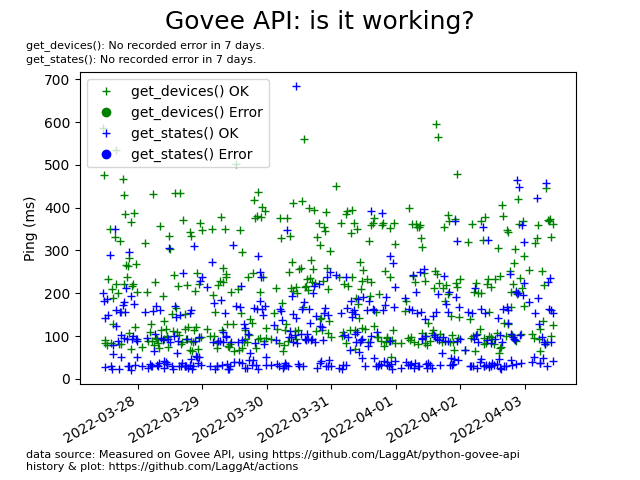 Govee API: is it working?
get_devices(): No recorded error in 7 days.
get_states(): No recorded error in 7 days.
get_devices() OK
get_devices() Error
get_states() OK
get_states() Error
Ping (ms)
700
600
500
400
300
200
100
0
2022-03-28
2022-03-29
2022-03-30
2022-03-31
2022-04-01
2022-04-02
2022-04-03
data source: Measured on Govee API, using https://github.com/LaggAt/python-govee-api
history & plot: https://github.com/LaggAt/actions